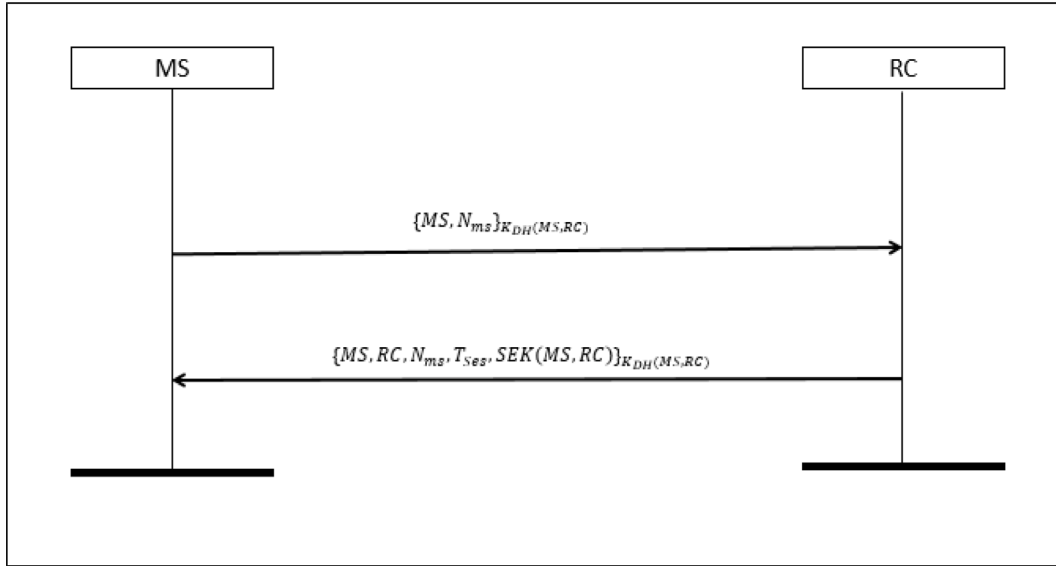 MS
RC
{MS, N_ms}_K_DH(MS,RC)
{MS, RC, N_ms, T_Ses, SEK(MS, RC)}_K_DH(MS,RC)